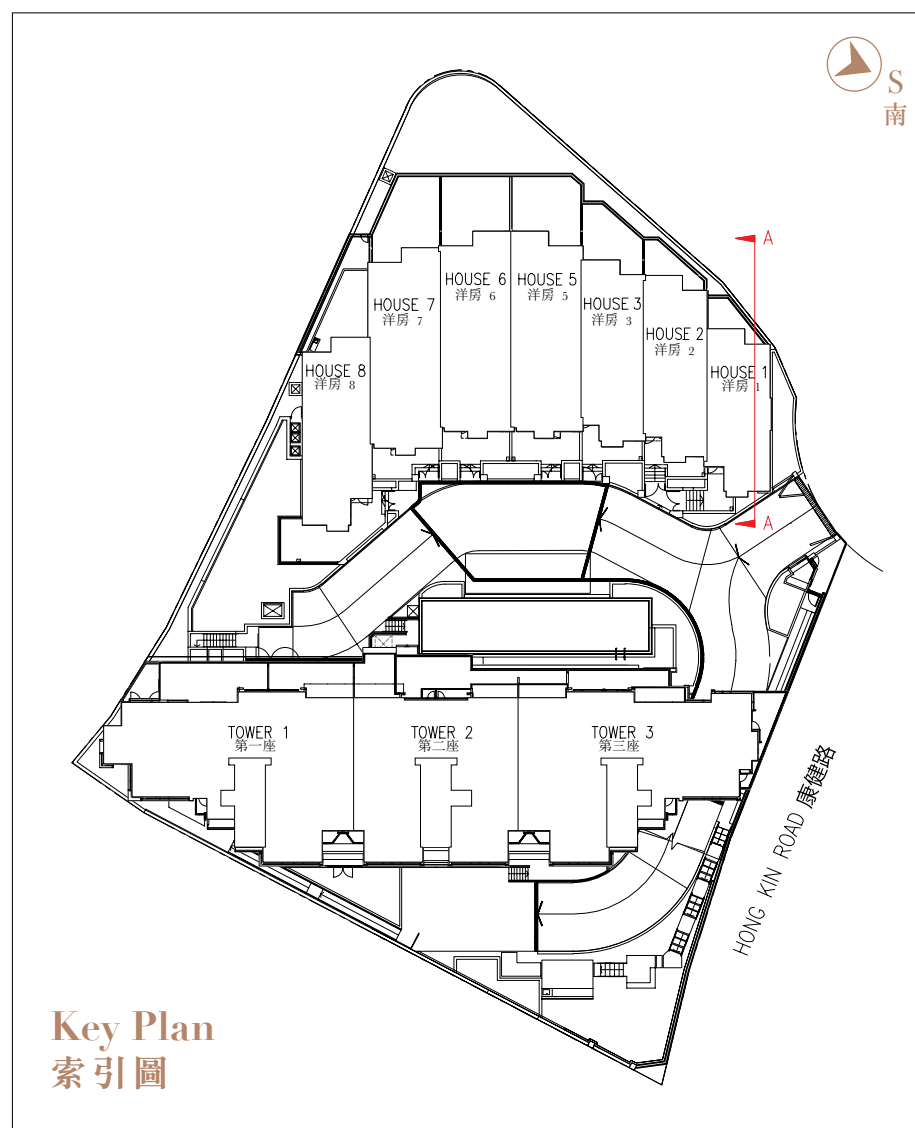 S
南
A
HOUSE 6
洋房 6
HOUSE 5
洋房 5
HOUSE 7
洋房 7
HOUSE 3
洋房 3
HOUSE 2
洋房 2
HOUSE 8
洋房 8
HOUSE 1
洋房 1
A
TOWER 1
第一座
TOWER 2
第二座
TOWER 3
第三座
HONG KIN ROAD 康健路
Key Plan
索引圖